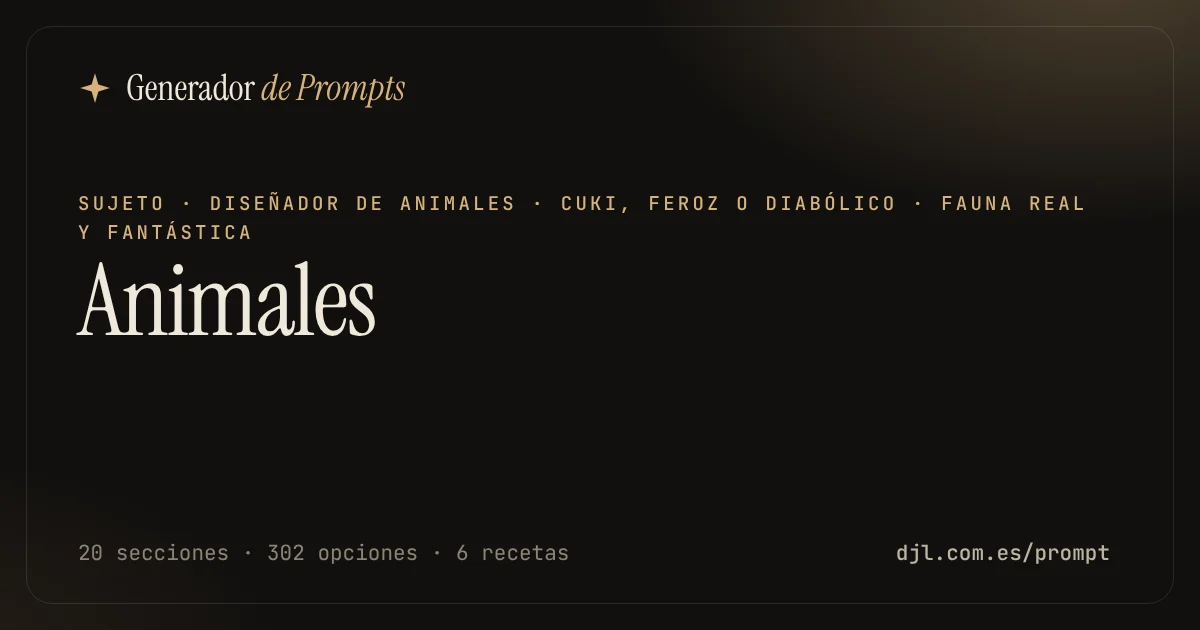 Generador de Prompts
SUJETO · DISEÑADOR DE ANIMALES · CUKI, FEROZ O DIABÓLICO · FAUNA REAL
Y FANTÁSTICA
Animales
20 secciones · 302 opciones · 6 recetas
djl.com.es/prompt